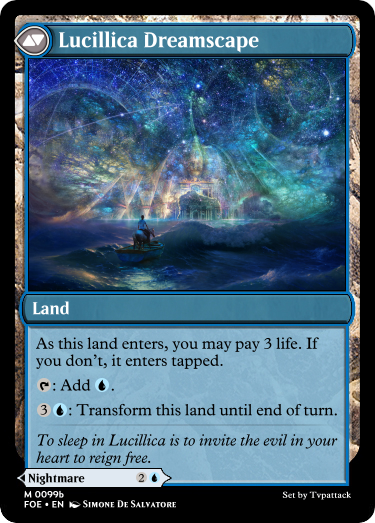 Lucillica Dreamscape
Land
As this land enters, you may pay 3 life. If
you don't, it enters tapped.
: Add .
3 : Transform this land until end of turn.
To sleep in Lucillica is to invite the evil in your
heart to reign free.
Nightmare 2
M 0099b
FOE • EN SIMONE DE SALVATORE
Set by Tvpattack